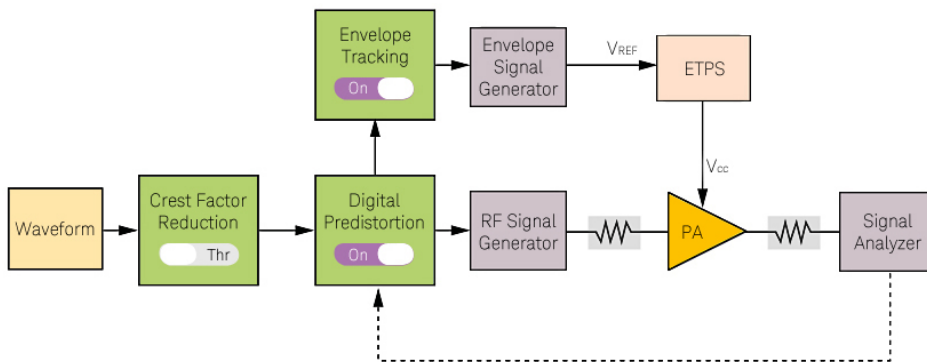 Envelope
Tracking
On
Envelope
Signal
Generator
VREF
ETPS
Vcc
Waveform
Crest Factor
Reduction
Thr
Digital
Predistortion
On
RF Signal
Generator
PA
Signal
Analyzer